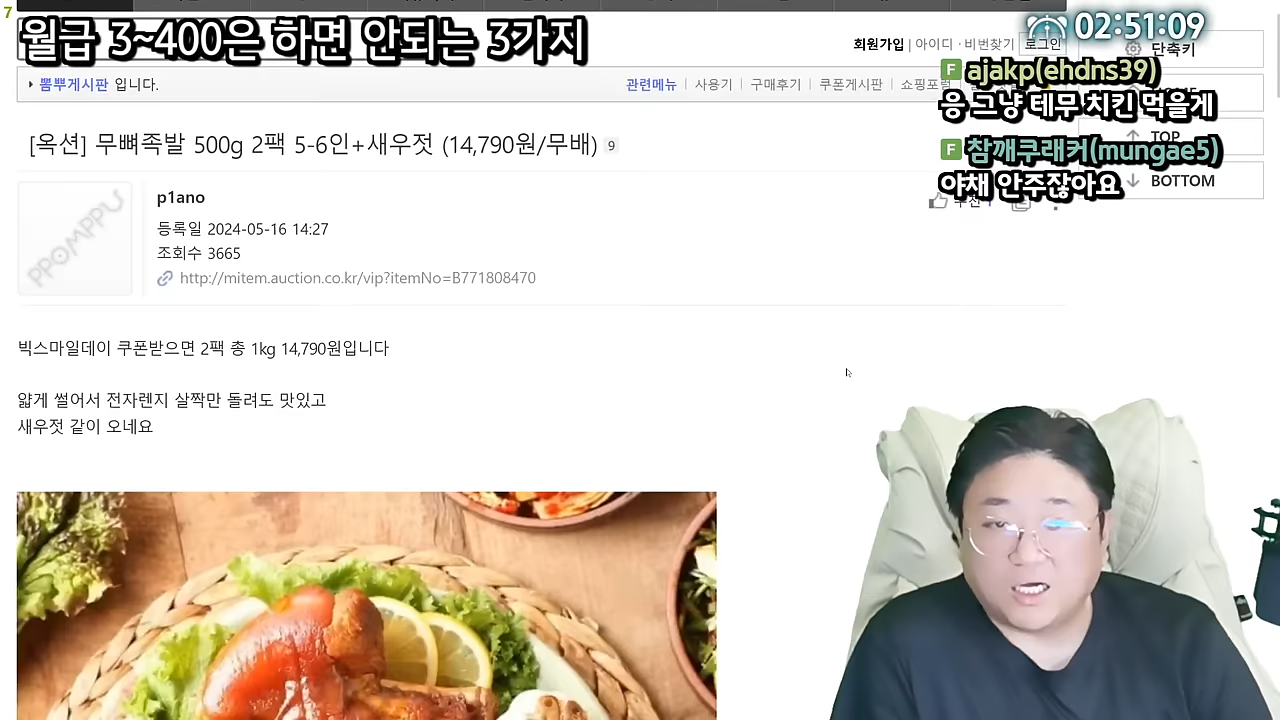 7
월급 3~400은 하면 안되는 3가지
02:51:09
회원가입 | 아이디 · 비번찾기 로그인
단축키
ajakp(ehdns39)
응 그냥 테무 치킨 먹을게
▸ 뽐뿌게시판 입니다.
관련메뉴 | 사용기 | 구매후기 | 쿠폰게시판 | 쇼핑포럼
TOP
참깨쿠래커(mungae5)
야채 안주잖아요
BOTTOM
[옥션] 무뼈족발 500g 2팩 5-6인+새우젓 (14,790원/무배) 9
PPOMPPU
p1ano
등록일 2024-05-16 14:27
조회수 3665
http://mitem.auction.co.kr/vip?itemNo=B771808470
빅스마일데이 쿠폰받으면 2팩 총 1kg 14,790원입니다
얇게 썰어서 전자렌지 살짝만 돌려도 맛있고
새우젓 같이 오네요